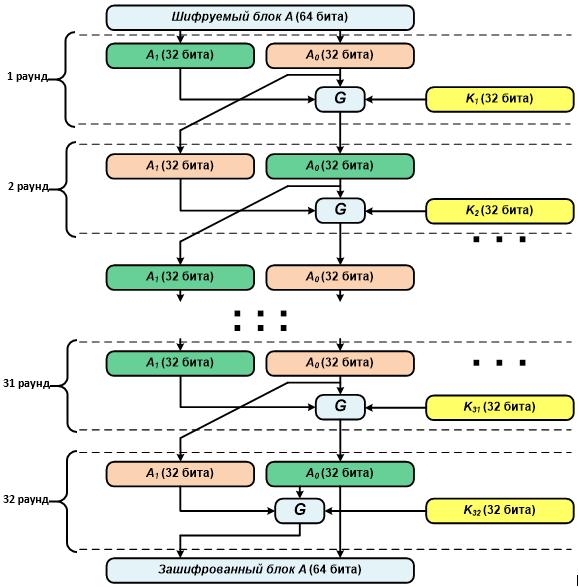 Шифруемый блок A (64 бита)
1 раунд
A1 (32 бита)
A0 (32 бита)
G
K1 (32 бита)
2 раунд
A1 (32 бита)
A0 (32 бита)
G
K2 (32 бита)
A1 (32 бита)
A0 (32 бита)
31 раунд
A1 (32 бита)
A0 (32 бита)
G
K31 (32 бита)
32 раунд
A1 (32 бита)
A0 (32 бита)
G
K32 (32 бита)
Зашифрованный блок A (64 бита)